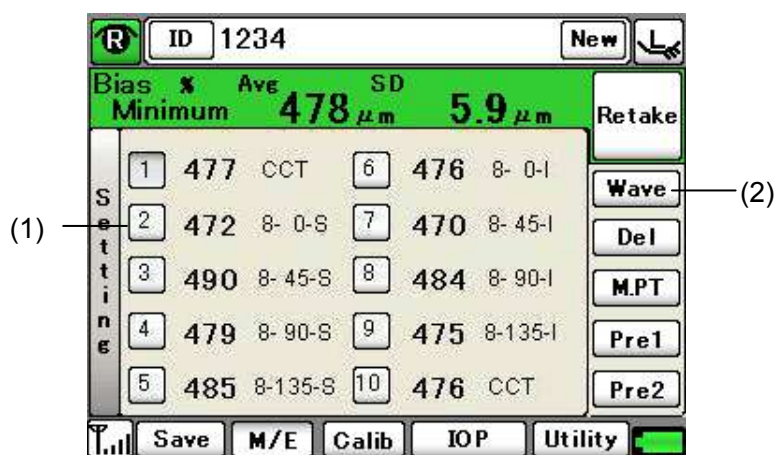 R ID 1234 New
Bias % Avg SD
Minimum 478 μm 5.9 μm Retake
Setting
1 477 CCT 6 476 8- 0-I
Wave (2)
(1) 2 472 8- 0-S 7 470 8- 45-I
Del
3 490 8- 45-S 8 484 8- 90-I
M.PT
4 479 8- 90-S 9 475 8-135-I
Pre1
5 485 8-135-S 10 476 CCT
Pre2
Save M/E Calib IOP Utility